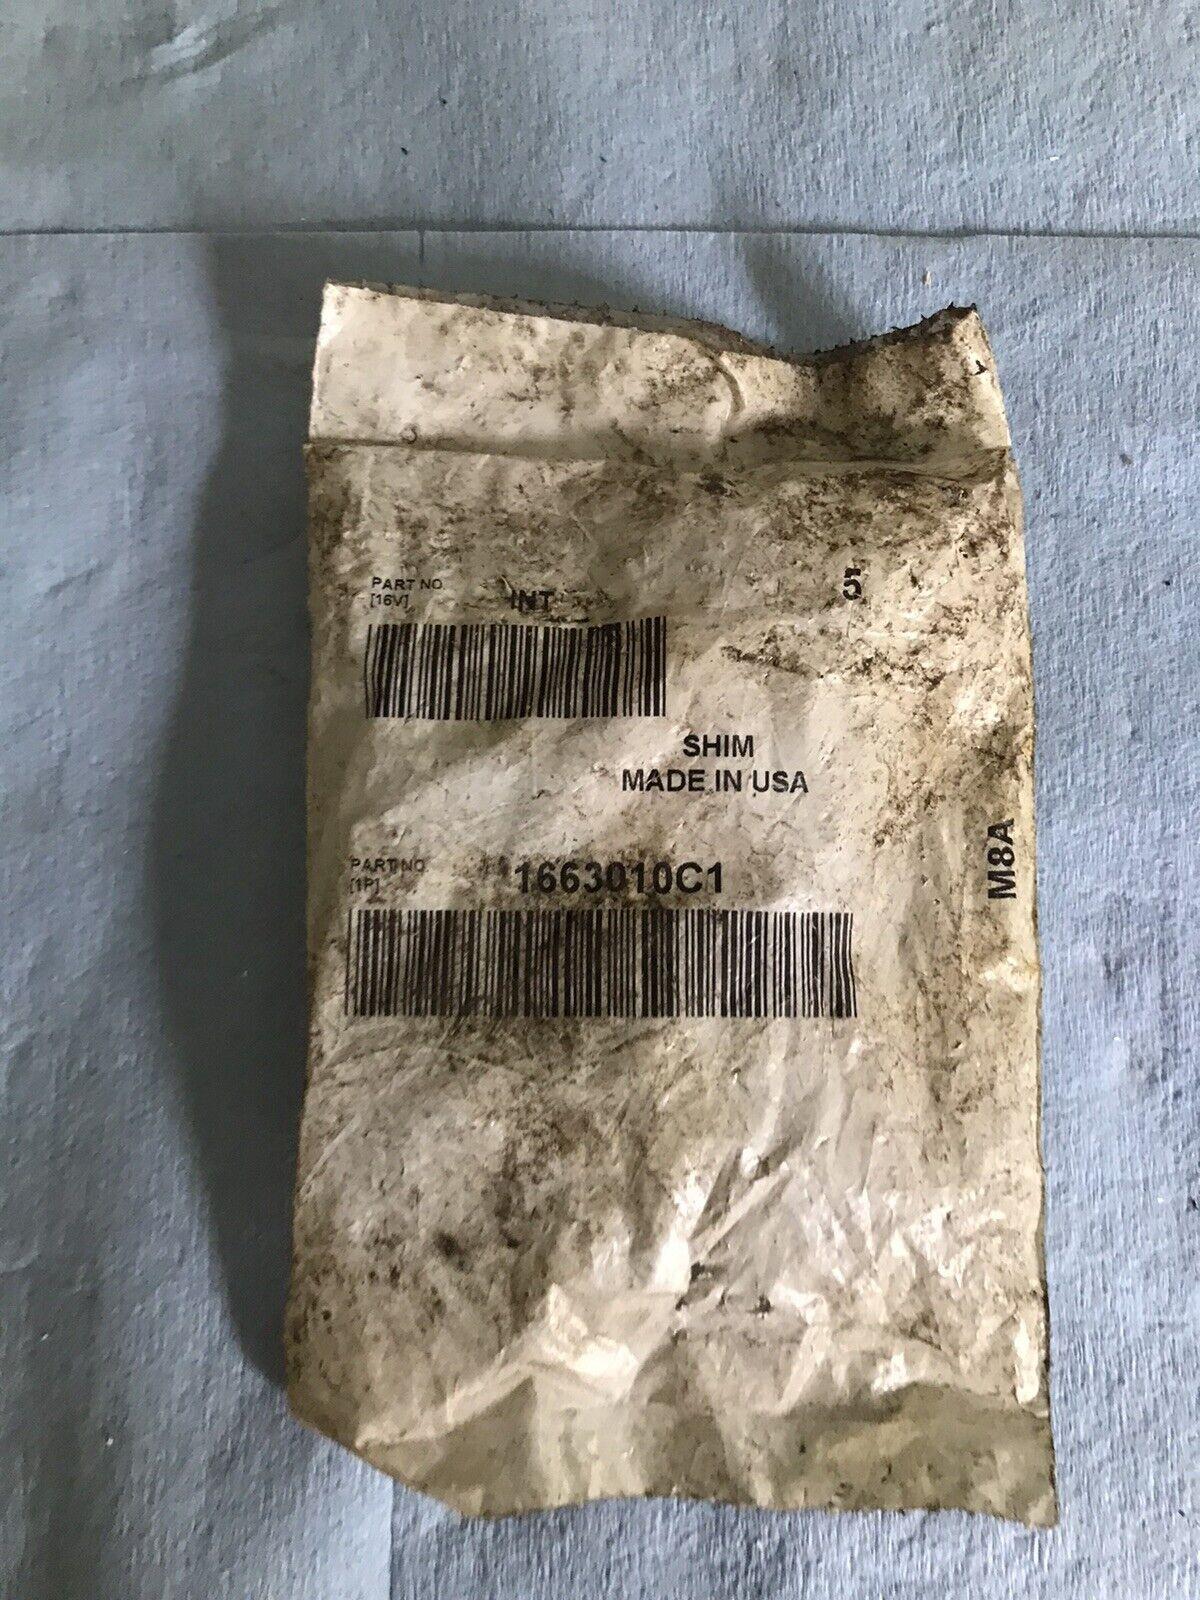 PART NO
[16V]
INT
5
SHIM
MADE IN USA
M8A
PART NO
[1P]
1663010C1